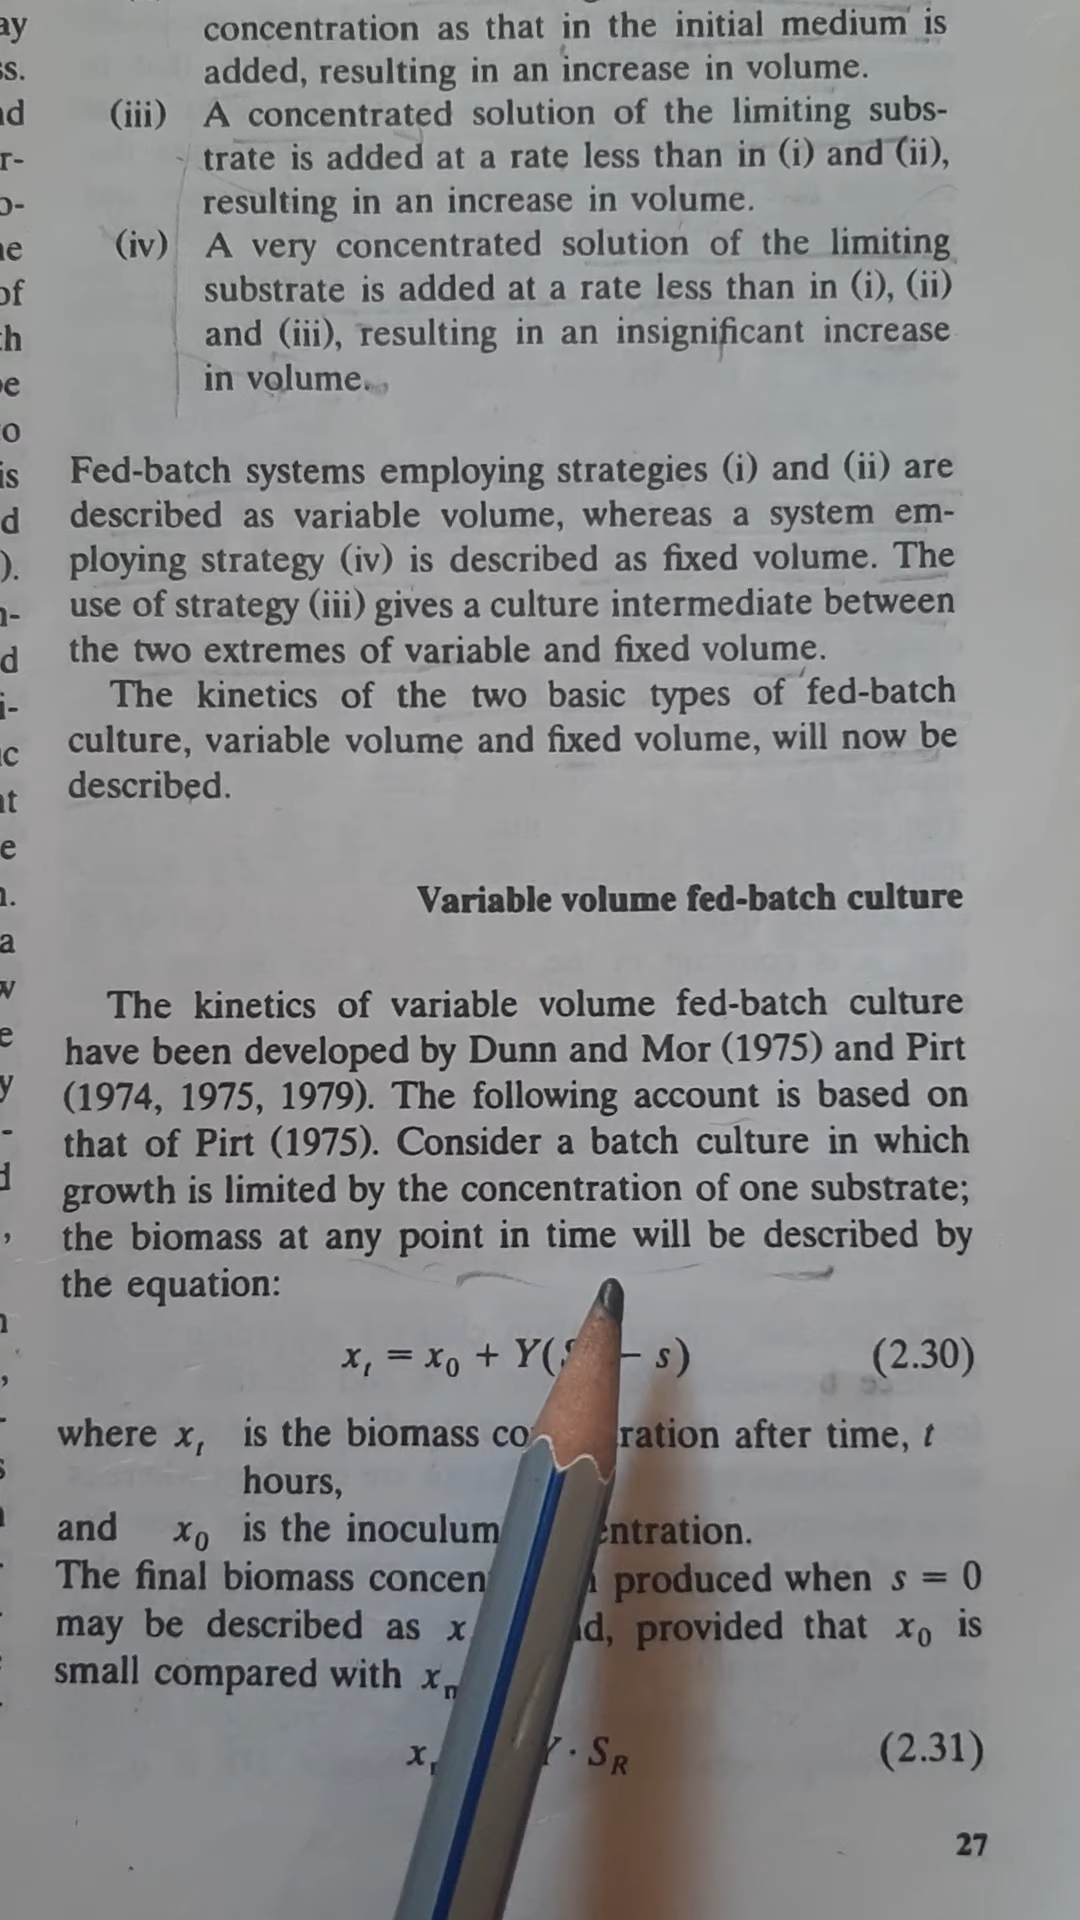 concentration as that in the initial medium is
added, resulting in an increase in volume.
(iii) A concentrated solution of the limiting subs-
trate is added at a rate less than in (i) and (ii),
resulting in an increase in volume.
(iv) A very concentrated solution of the limiting
substrate is added at a rate less than in (i), (ii)
and (iii), resulting in an insignificant increase
in volume.
Fed-batch systems employing strategies (i) and (ii) are
described as variable volume, whereas a system em-
ploying strategy (iv) is described as fixed volume. The
use of strategy (iii) gives a culture intermediate between
the two extremes of variable and fixed volume.
The kinetics of the two basic types of fed-batch
culture, variable volume and fixed volume, will now be
described.
Variable volume fed-batch culture
The kinetics of variable volume fed-batch culture
have been developed by Dunn and Mor (1975) and Pirt
(1974, 1975, 1979). The following account is based on
that of Pirt (1975). Consider a batch culture in which
growth is limited by the concentration of one substrate;
the biomass at any point in time will be described by
the equation:
xₜ = x₀ + Y( – s) (2.30)
where xₜ is the biomass after time, t
hours,
and x₀ is the inoculum
The final biomass produced when s = 0
may be described as x provided that x₀ is
small compared with
Y · S_R (2.31)
27